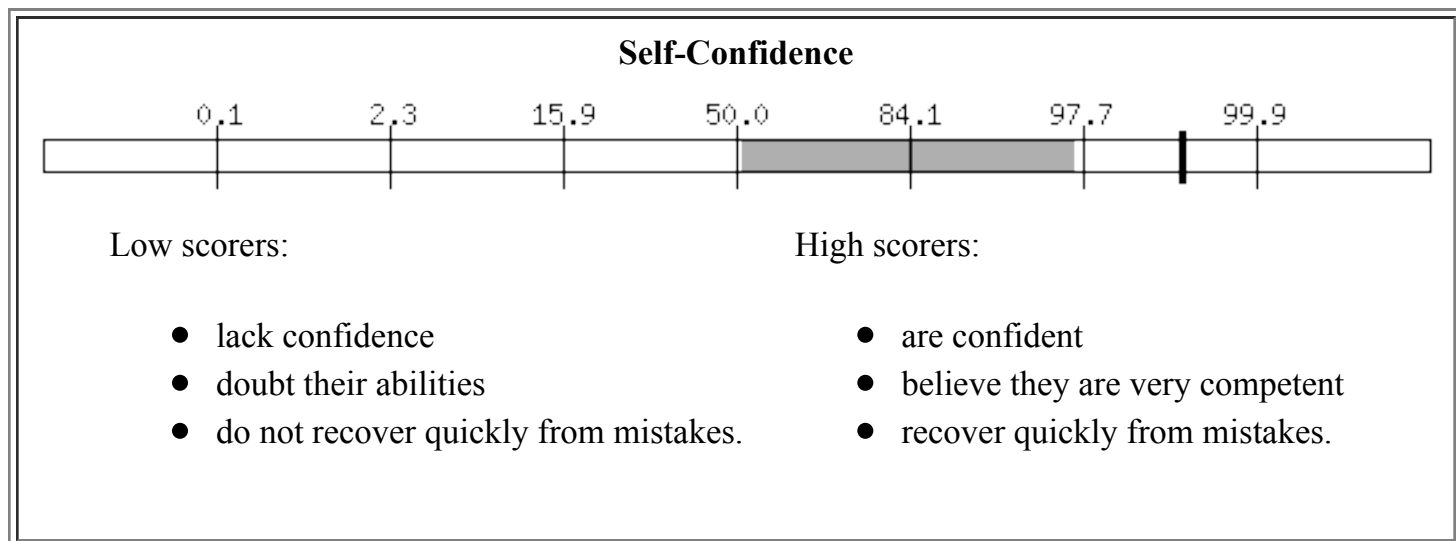 Self-Confidence
0.1 2.3 15.9 50.0 84.1 97.7 99.9
Low scorers:
● lack confidence
● doubt their abilities
● do not recover quickly from mistakes.
High scorers:
● are confident
● believe they are very competent
● recover quickly from mistakes.